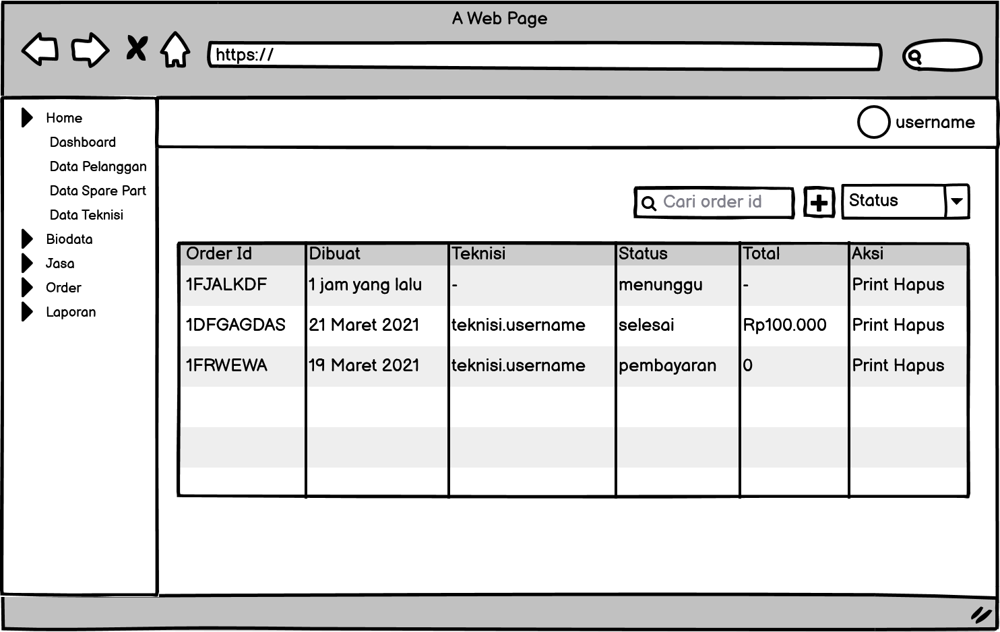 A Web Page
https://
username
Home
Dashboard
Data Pelanggan
Data Spare Part
Data Teknisi
Biodata
Jasa
Order
Laporan
Cari order id
Status
Order Id Dibuat Teknisi Status Total Aksi
1FJALKDF 1 jam yang lalu - menunggu - Print Hapus
1DFGAGDAS 21 Maret 2021 teknisi.username selesai Rp100.000 Print Hapus
1FRWEWA 19 Maret 2021 teknisi.username pembayaran 0 Print Hapus